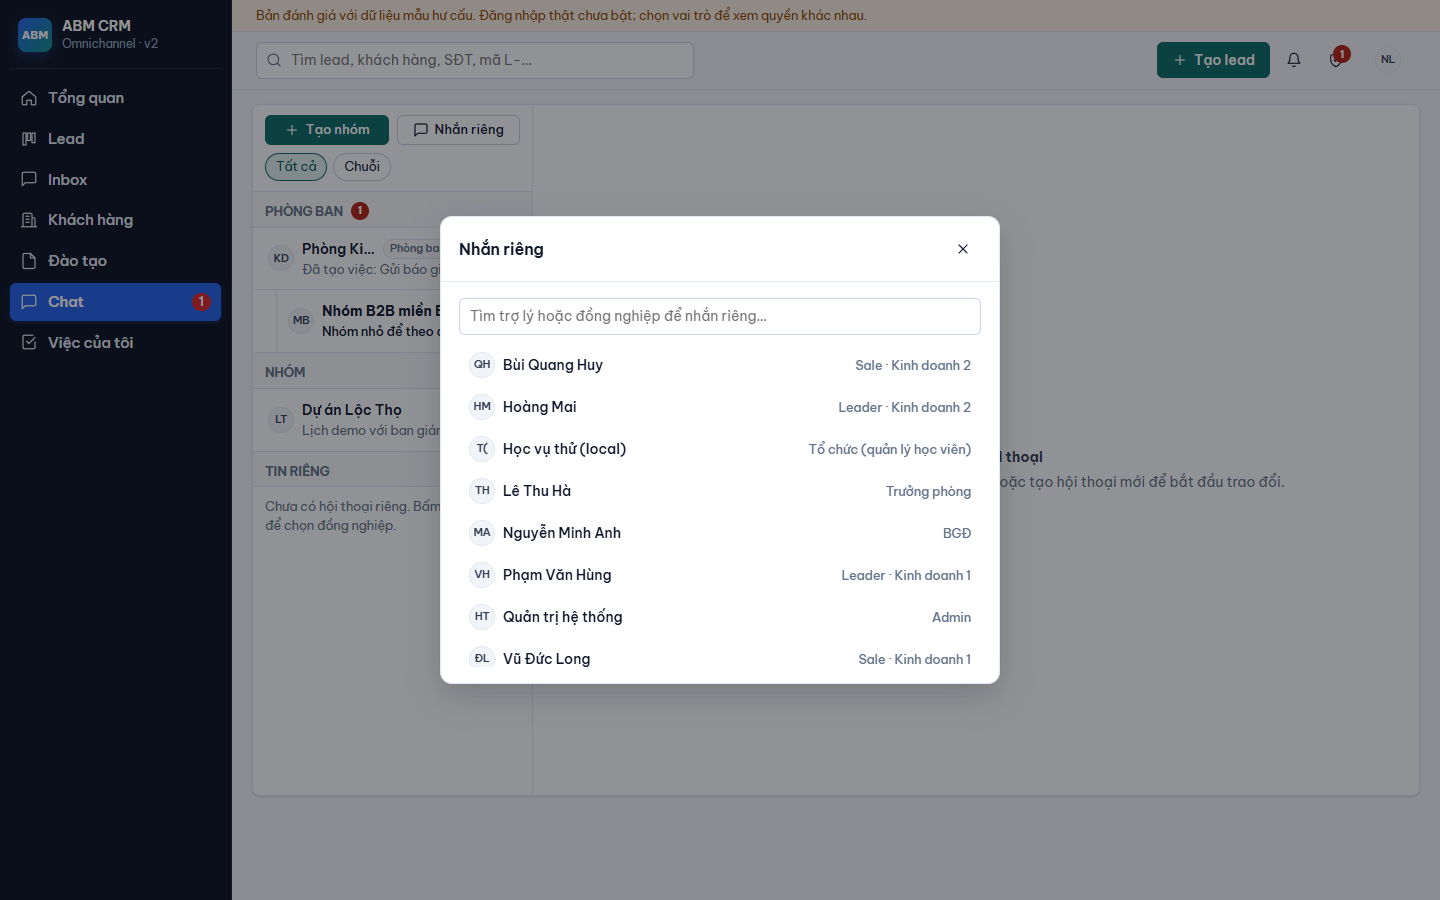 ABM
ABM CRM
Omnichannel · v2
Tổng quan
Lead
Inbox
Khách hàng
Đào tạo
Chat
1
Việc của tôi
Bản đánh giá với dữ liệu mẫu hư cấu. Đăng nhập thật chưa bật; chọn vai trò để xem quyền khác nhau.
Tìm lead, khách hàng, SĐT, mã L-...
Tạo lead
1
NL
Tạo nhóm
Nhắn riêng
Tất cả
Chuỗi
PHÒNG BAN
1
KD
Phòng Ki...
Phòng ba
Đã tạo việc: Gửi báo gi
MB
Nhóm B2B miền
Nhóm nhỏ để theo
NHÓM
LT
Dự án Lộc Thọ
Lịch demo với ban giám
TIN RIÊNG
Chưa có hội thoại riêng. Bấm
để chọn đồng nghiệp.
thoại
hoặc tạo hội thoại mới để bắt đầu trao đổi.
Nhắn riêng
Tìm trợ lý hoặc đồng nghiệp để nhắn riêng...
QH
Bùi Quang Huy
Sale · Kinh doanh 2
HM
Hoàng Mai
Leader · Kinh doanh 2
T(
Học vụ thử (local)
Tổ chức (quản lý học viên)
TH
Lê Thu Hà
Trưởng phòng
MA
Nguyễn Minh Anh
BGĐ
VH
Phạm Văn Hùng
Leader · Kinh doanh 1
HT
Quản trị hệ thống
Admin
ĐL
Vũ Đức Long
Sale · Kinh doanh 1